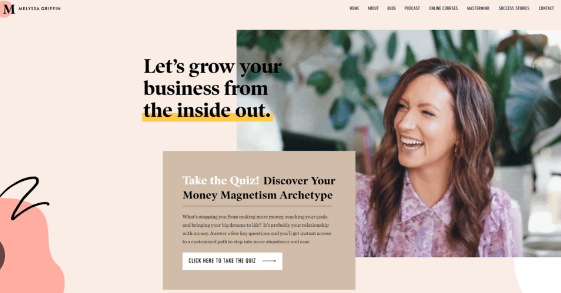 M MELYSSA GRIFFIN
HOME ABOUT BLOG PODCAST ONLINE COURSES MASTERMIND SUCCESS STORIES CONTACT
Let's grow your
business from
the inside out.
Take the Quiz! Discover Your
Money Magnetism Archetype
What's stopping you from making more money, reaching your goals,
and bringing your big dreams to life? It's probably your relationship
with money. Answer a few key questions and you'll get instant access
to a customized path to step into more abundance and ease.
CLICK HERE TO TAKE THE QUIZ